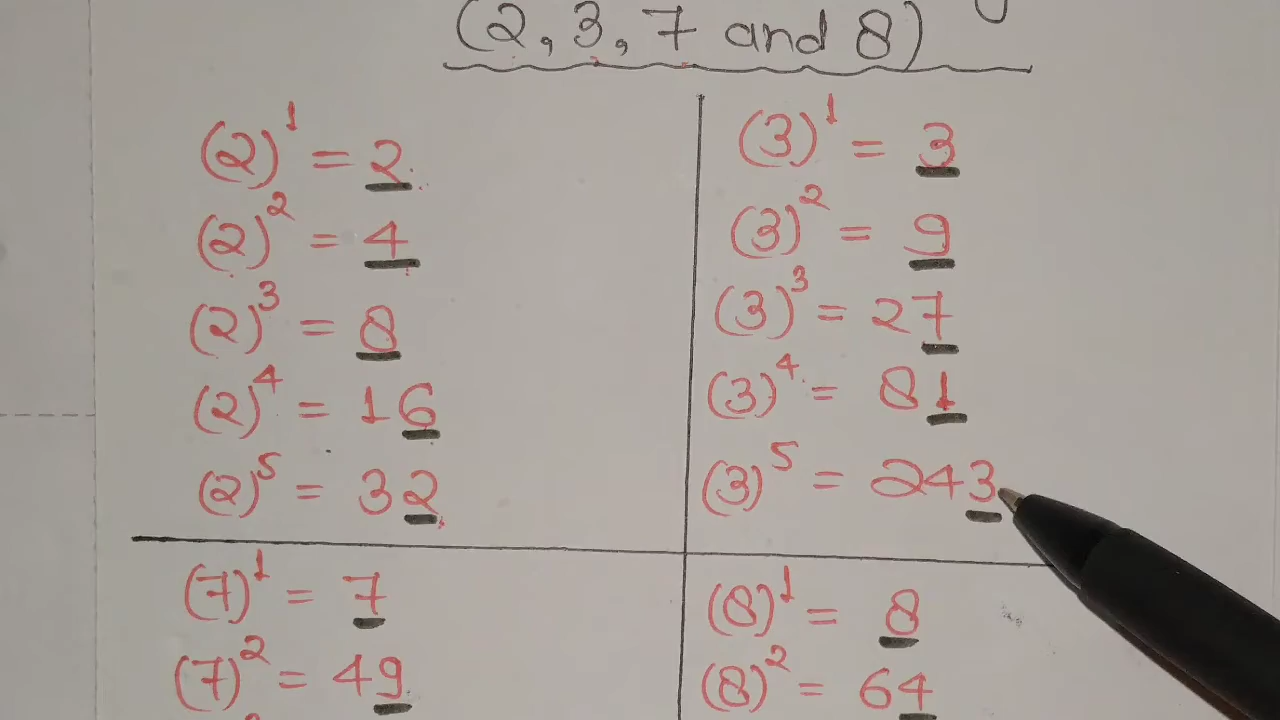 (2, 3, 7 and 8)
(2)¹ = 2
(2)² = 4
(2)³ = 8
(2)⁴ = 16
(2)⁵ = 32
(3)¹ = 3
(3)² = 9
(3)³ = 27
(3)⁴ = 81
(3)⁵ = 243
(7)¹ = 7
(7)² = 49
(8)¹ = 8
(8)² = 64